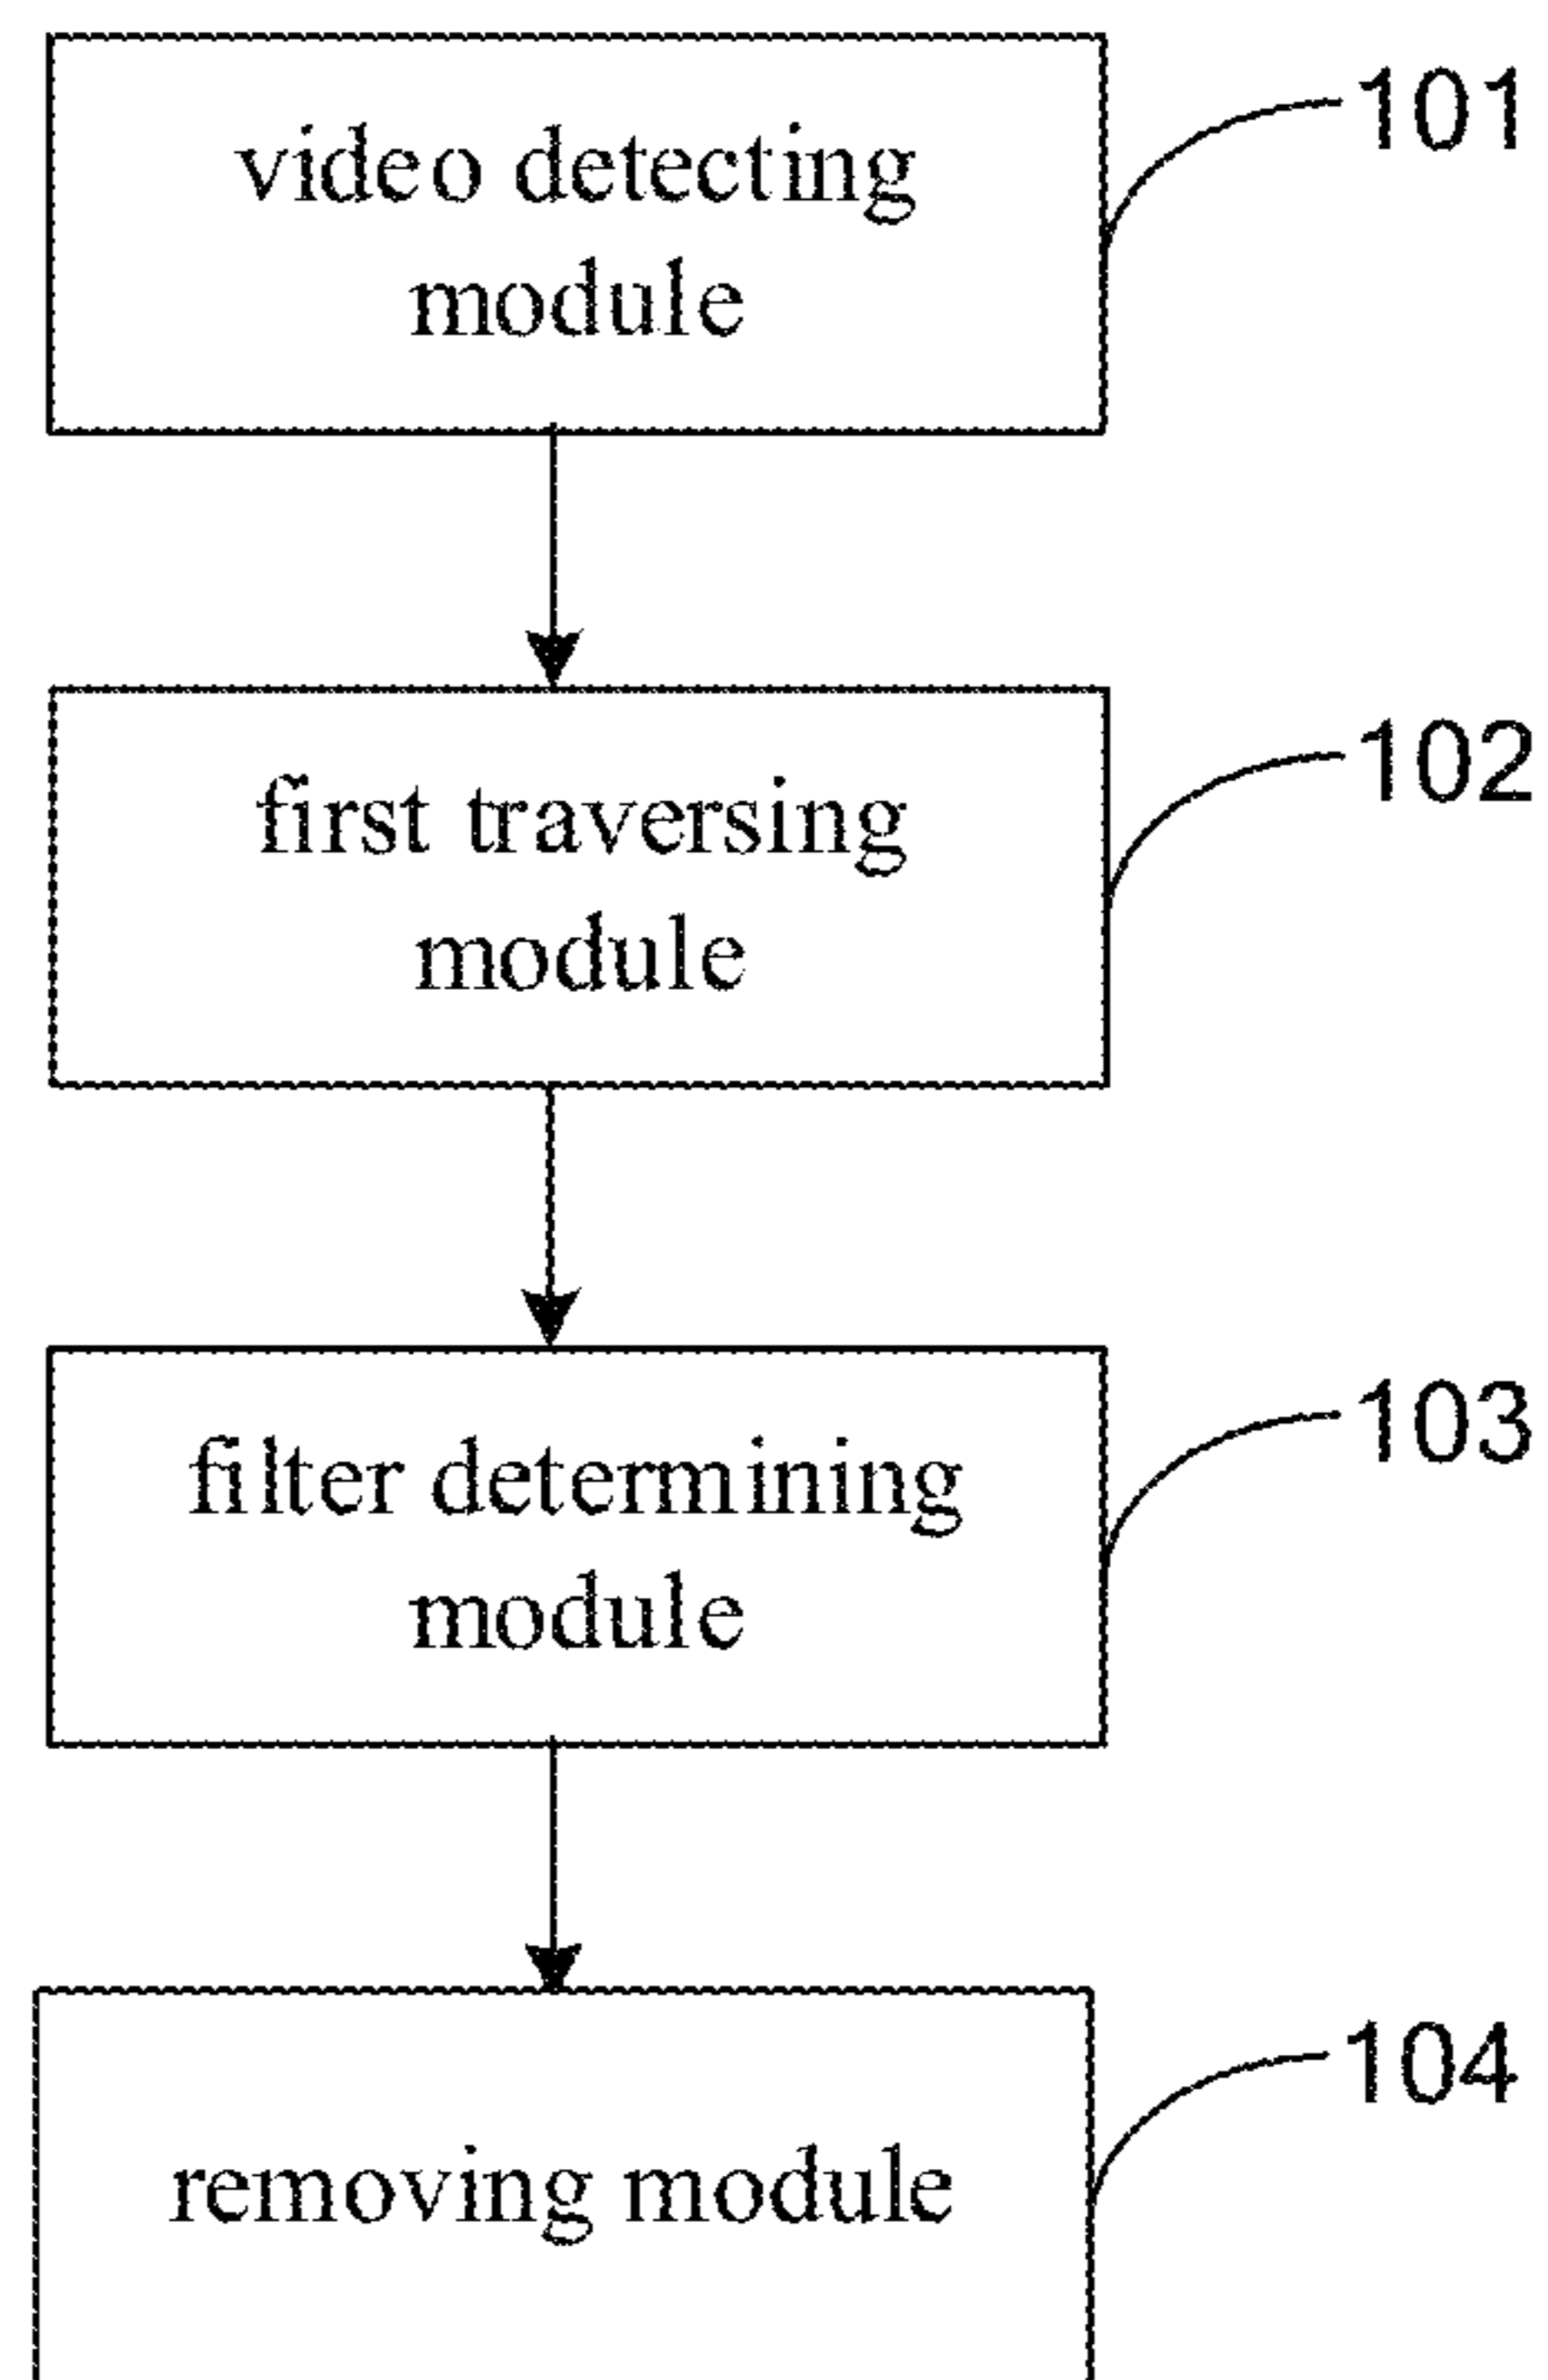 video detecting
module
101
first traversing
module
102
filter determining
module
103
removing module
104